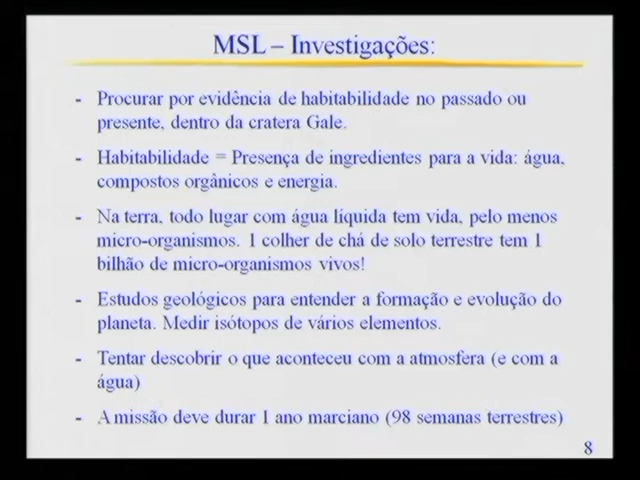 MSL – Investigações:
- Procurar por evidência de habitabilidade no passado ou
presente, dentro da cratera Gale.
- Habitabilidade = Presença de ingredientes para a vida: água,
compostos orgânicos e energia.
- Na terra, todo lugar com água líquida tem vida, pelo menos
micro-organismos. 1 colher de chá de solo terrestre tem 1
bilhão de micro-organismos vivos!
- Estudos geológicos para entender a formação e evolução do
planeta. Medir isótopos de vários elementos.
- Tentar descobrir o que aconteceu com a atmosfera (e com a
água)
- A missão deve durar 1 ano marciano (98 semanas terrestres)
8